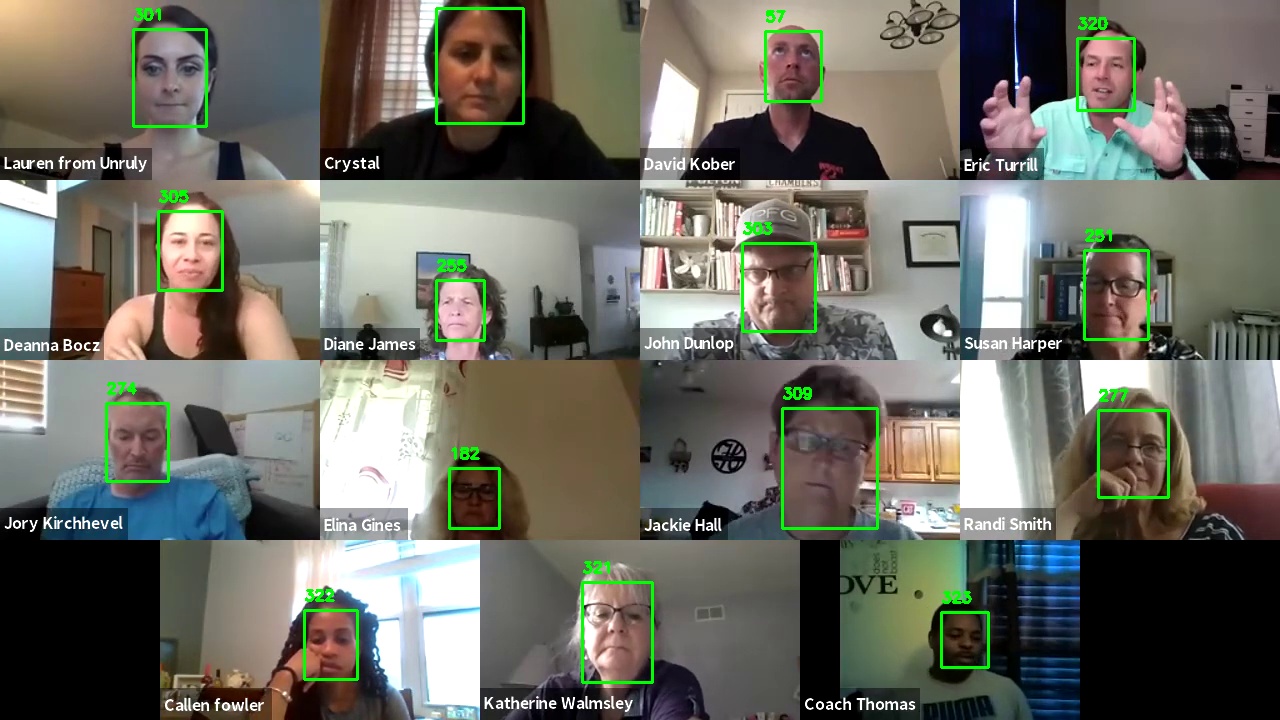 301
57
320
Lauren from Unruly
Crystal
David Kober
Eric Turrill
305
255
PFG
303
251
Deanna Bocz
Diane James
John Dunlop
Susan Harper
274
182
309
277
Jory Kirchhevel
Elina Gines
Jackie Hall
Randi Smith
322
321
OVE
323
Callen fowler
Katherine Walmsley
Coach Thomas
PUMA